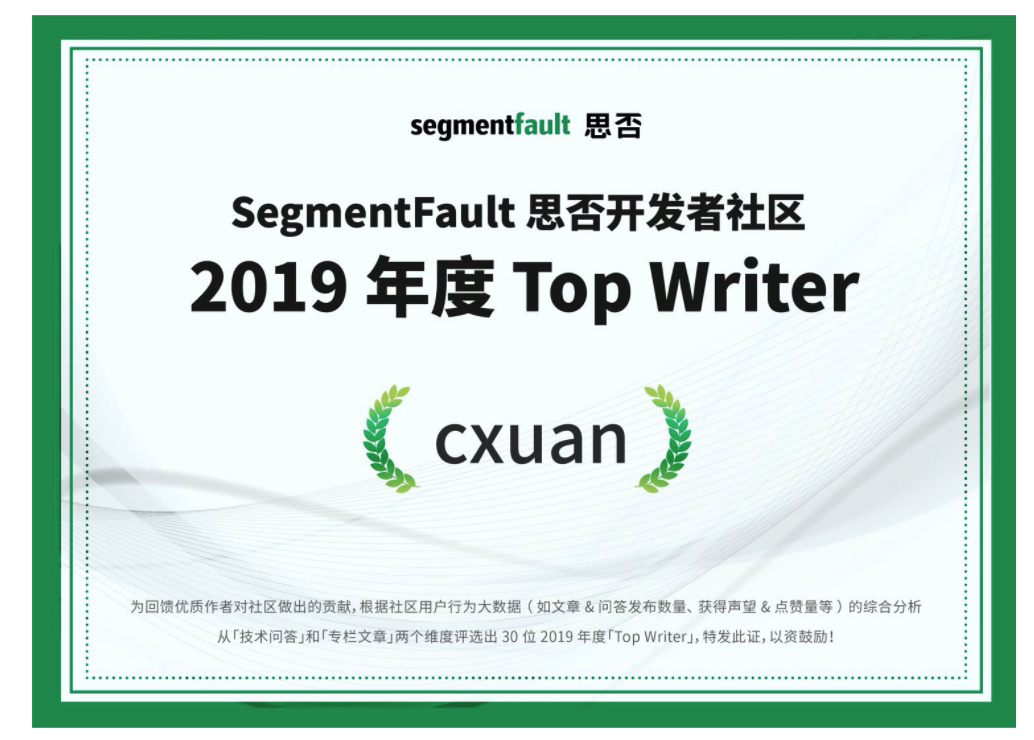 segmentfault 思否
SegmentFault 思否开发者社区
2019 年度 Top Writer
cxuan
为回馈优质作者对社区做出的贡献，根据社区用户行为大数据（如文章 & 问答发布数量、获得声望 & 点赞量等）的综合分析
从「技术问答」和「专栏文章」两个维度评选出 30 位 2019 年度「Top Writer」，特发此证，以资鼓励！